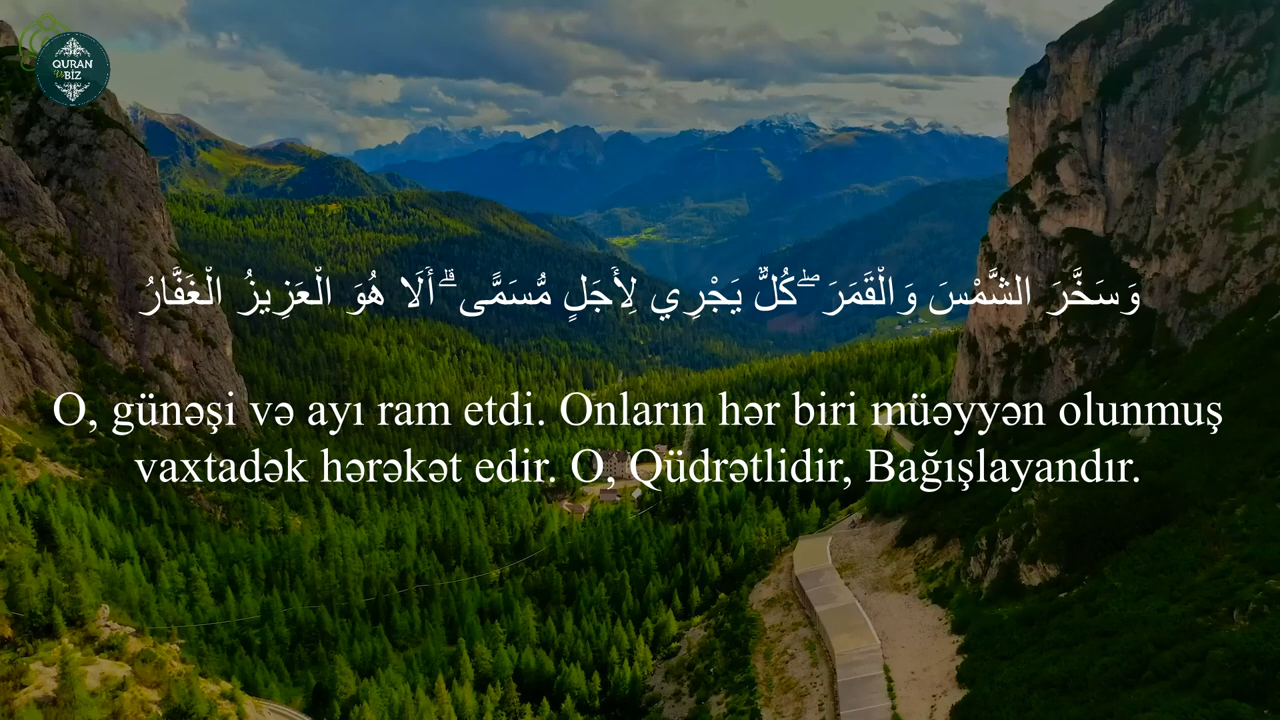 QURAN
Və
BİZ
وَسَخَّرَ الشَّمْسَ وَالْقَمَرَ ۖ كُلٌّ يَجْرِي لِأَجَلٍ مُّسَمًّى ۗ أَلَا هُوَ الْعَزِيزُ الْغَفَّارُ
O, günəşi və ayı ram etdi. Onların hər biri müəyyən olunmuş
vaxtadək hərəkət edir. O, Qüdrətlidir, Bağışlayandır.